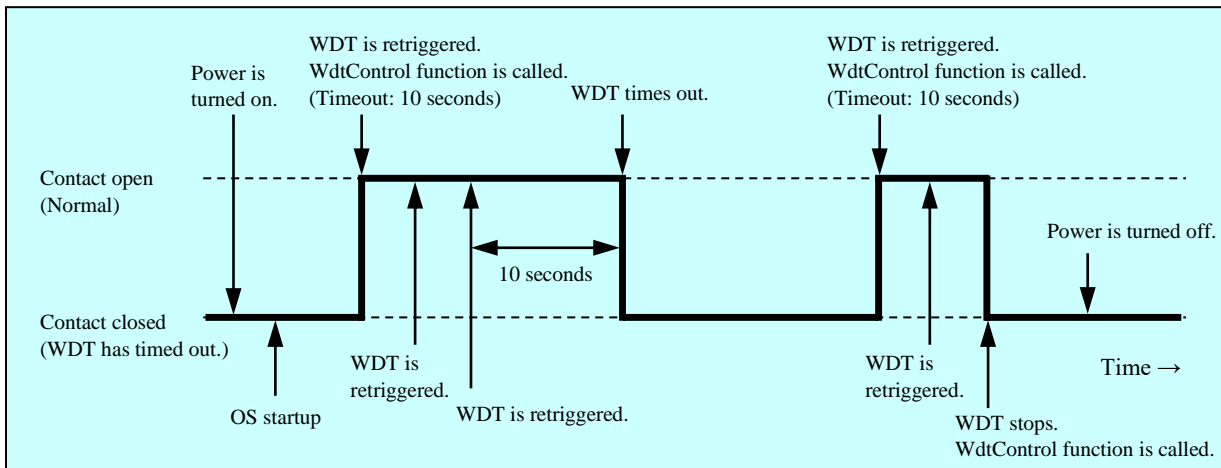 WDT is retriggered.
WdtControl function is called.
(Timeout: 10 seconds)
WDT is retriggered.
WdtControl function is called.
(Timeout: 10 seconds)
Power is
turned on.
WDT times out.
Contact open
(Normal)
Power is turned off.
10 seconds
Contact closed
(WDT has timed out.)
WDT is
retriggered.
WDT is
retriggered.
Time →
OS startup
WDT is retriggered.
WDT stops.
WdtControl function is called.